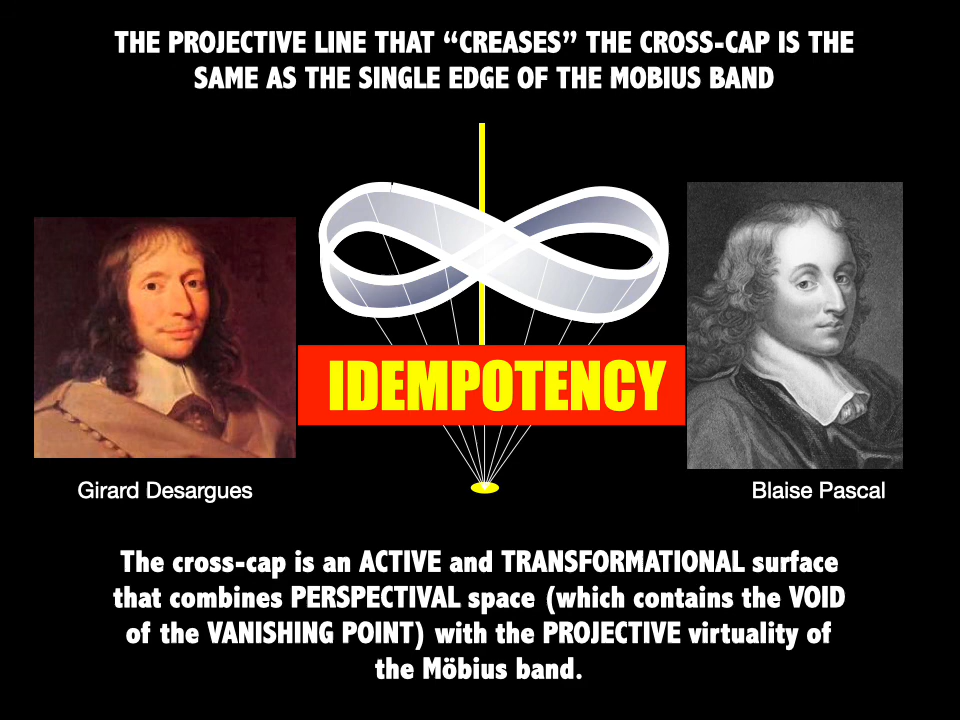 THE PROJECTIVE LINE THAT “CREASES” THE CROSS-CAP IS THE
SAME AS THE SINGLE EDGE OF THE MOBIUS BAND
IDEMPOTENCY
Girard Desargues
Blaise Pascal
The cross-cap is an ACTIVE and TRANSFORMATIONAL surface
that combines PERSPECTIVAL space (which contains the VOID
of the VANISHING POINT) with the PROJECTIVE virtuality of
the Möbius band.